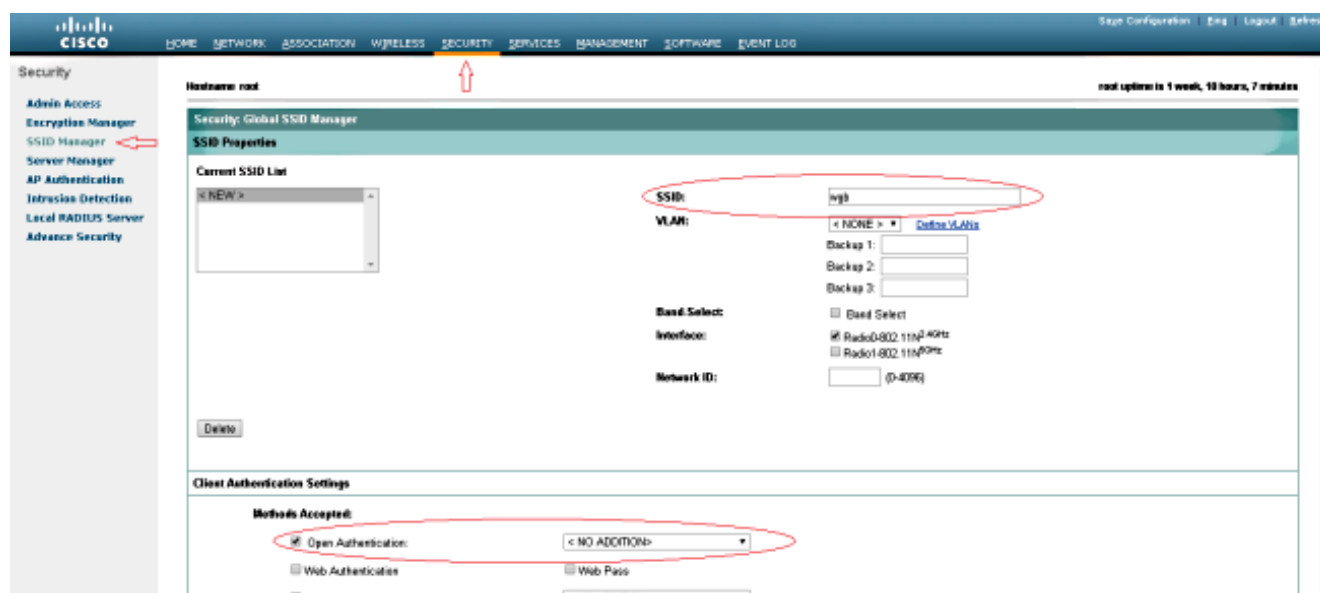 Save Configuration | Ping | Logout | Refres
CISCO
HOME NETWORK ASSOCIATION WIRELESS SECURITY SERVICES MANAGEMENT SOFTWARE EVENT LOG
Security
Hostname root
root uptime is 1 week, 10 hours, 7 minutes
Admin Access
Encryption Manager
SSID Manager
Server Manager
AP Authentication
Intrusion Detection
Local RADIUS Server
Advance Security
Security: Global SSID Manager
SSID Properties
Current SSID List
< NEW >
SSID: wgb
VLAN: < NONE > Define VLANs
Backup 1:
Backup 2:
Backup 3:
Band-Select: Band Select
Interface: Radio0-802.11N2.4GHz
Radio1-802.11N5GHz
Network ID: (0-4096)
Delete
Client Authentication Settings
Methods Accepted:
Open Authentication: < NO ADDITION>
Web Authentication Web Pass